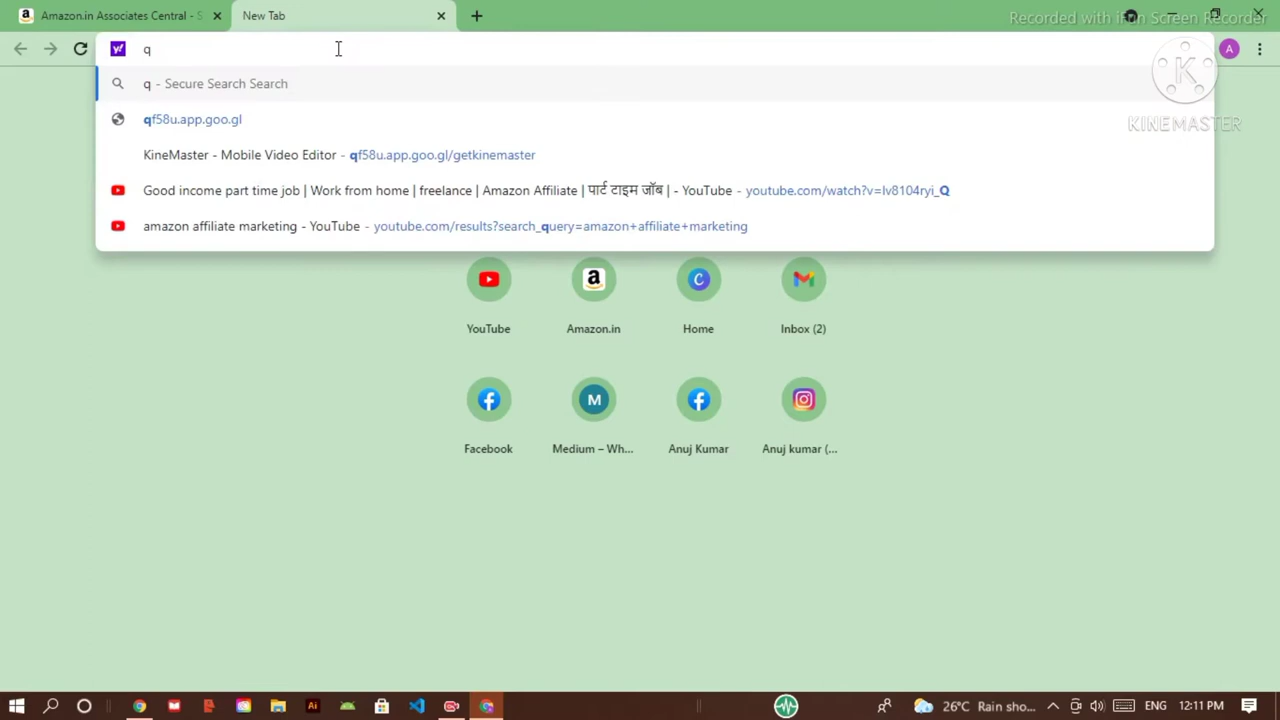 Amazon.in Associates Central - S
New Tab
Recorded with iFun Screen Recorder
q
A
q - Secure Search Search
qf58u.app.goo.gl
KineMaster - Mobile Video Editor - qf58u.app.goo.gl/getkinemaster
Good income part time job | Work from home | freelance | Amazon Affiliate | पार्ट टाइम जॉब | - YouTube - youtube.com/watch?v=lv8104ryi_Q
amazon affiliate marketing - YouTube - youtube.com/results?search_query=amazon+affiliate+marketing
K
KINEMASTER
YouTube
Amazon.in
Home
Inbox (2)
M
Facebook
Medium – Wh...
Anuj Kumar
Anuj kumar (...
Ai
26°C Rain sho...
ENG
12:11 PM